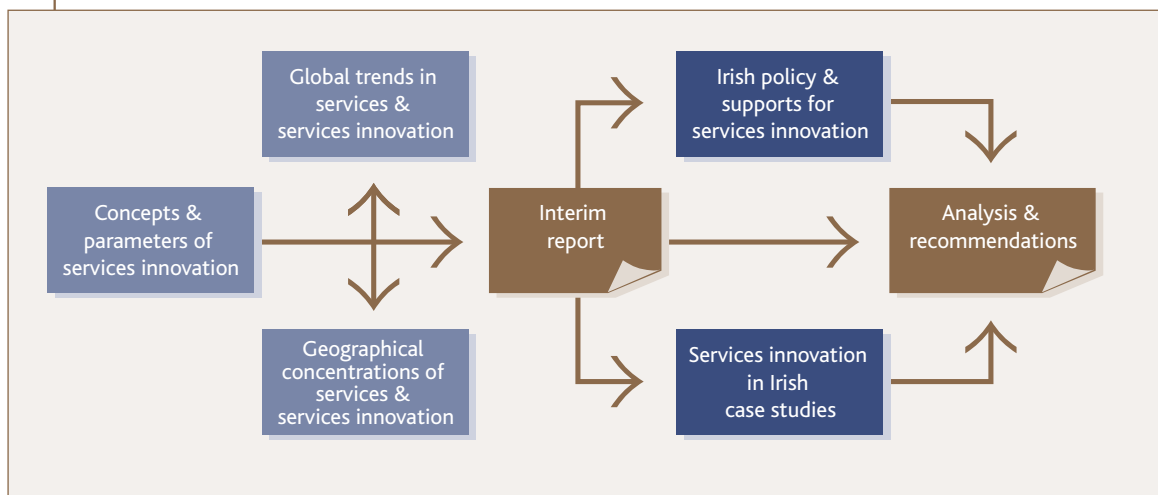 Concepts &
parameters of
services innovation
Global trends in
services &
services innovation
Geographical
concentrations of
services &
services innovation
Interim
report
Irish policy &
supports for
services innovation
Services innovation
in Irish
case studies
Analysis &
recommendations